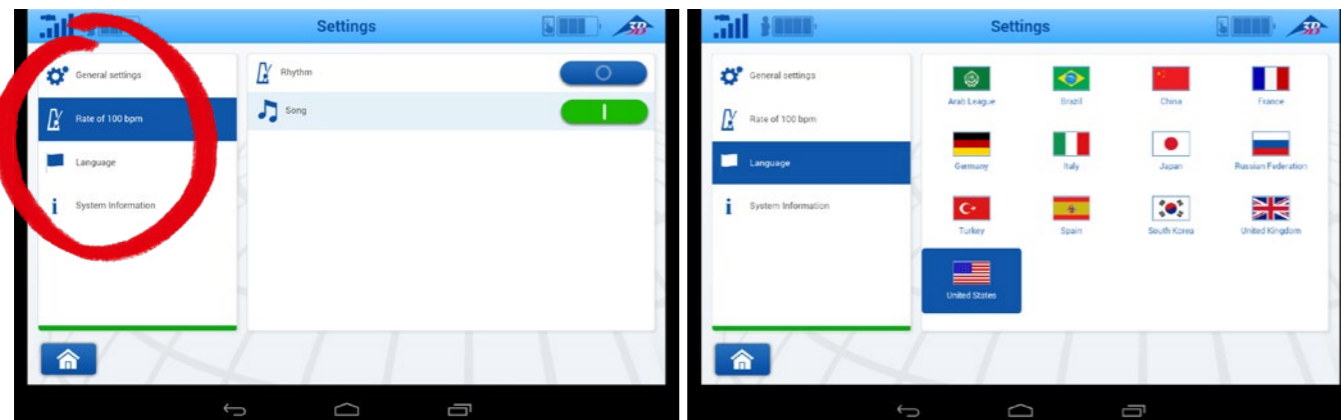 Settings
3B
General settings
Rate of 100 bpm
Language
System Information
Rhythm
Song
Settings
3B
General settings
Rate of 100 bpm
Language
System Information
Arab League
Brazil
China
France
Germany
Italy
Japan
Russian Federation
Turkey
Spain
South Korea
United Kingdom
United States